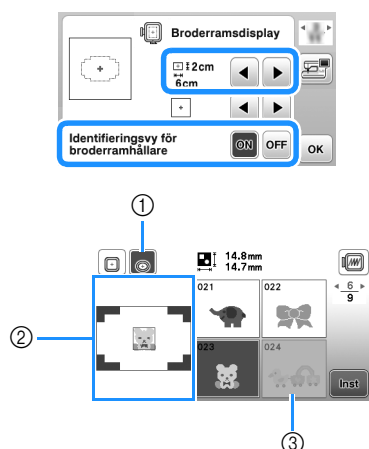 Broderramsdisplay
2cm
6cm
Identifieringsvy för
broderramhållare
ON OFF
OK
①
14.8mm
14.7mm
021 022
6
9
②
023 024
Inst
③